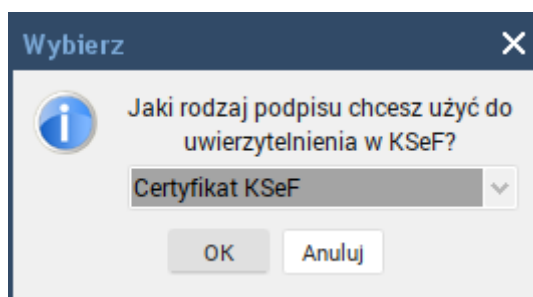 Wybierz
Jaki rodzaj podpisu chcesz użyć do
uwierzytelnienia w KSeF?
Certyfikat KSeF
OK
Anuluj